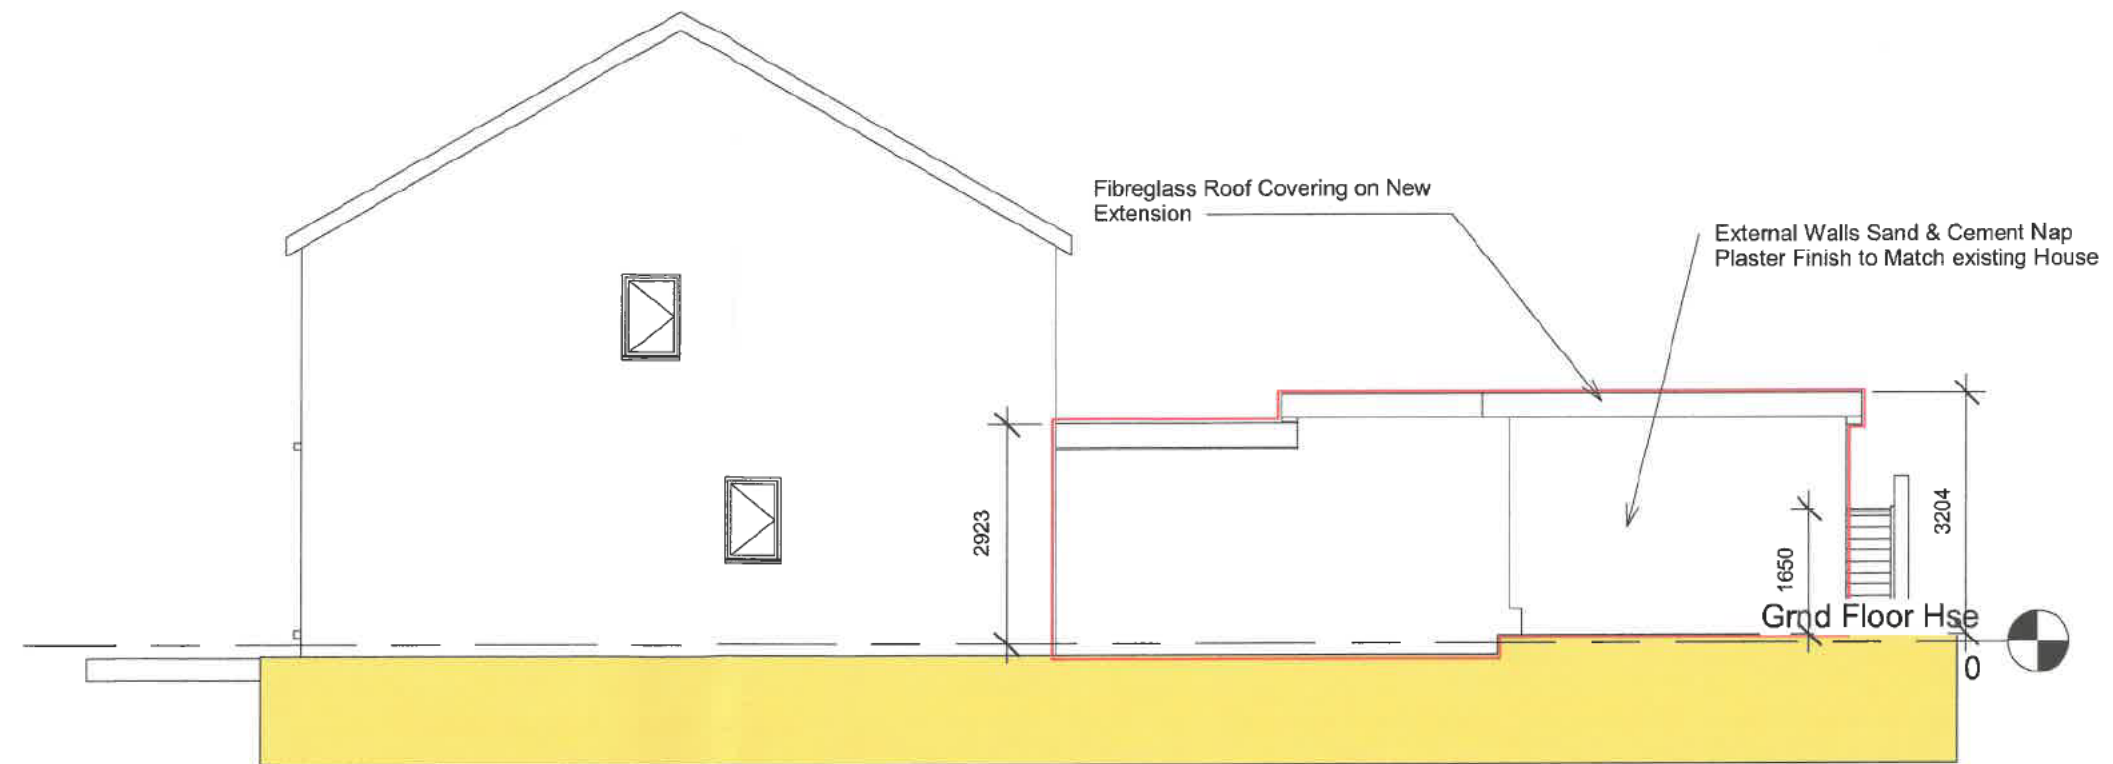 Fibreglass Roof Covering on New
Extension
External Walls Sand & Cement Nap
Plaster Finish to Match existing House
2923
1650
3204
Grnd Floor Hse
0